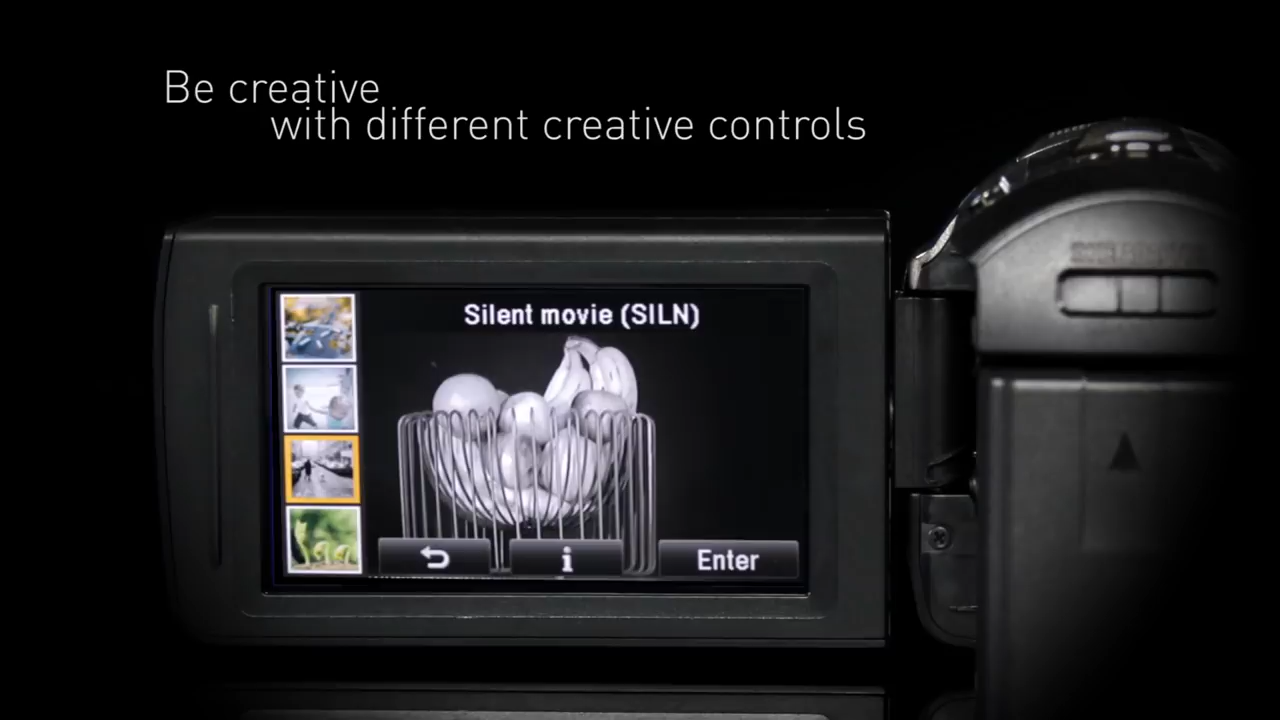 Be creative
with different creative controls
Silent movie (SILN)
i
Enter